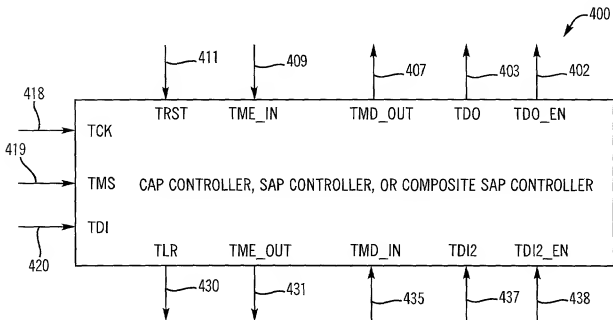 400
411
409
407
403
402
418
TRST TME_IN TMD_OUT TDO TDO_EN
TCK
419
TMS CAP CONTROLLER, SAP CONTROLLER, OR COMPOSITE SAP CONTROLLER
TDI
420
TLR TME_OUT TMD_IN TDI2 TDI2_EN
430
431
435
437
438